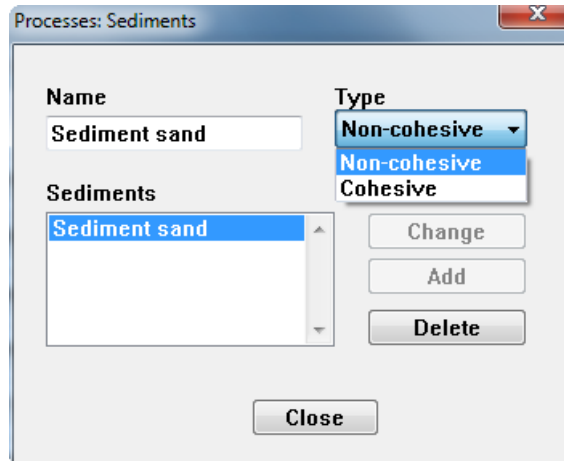 Processes: Sediments
x
Name
Type
Sediment sand
Non-cohesive
Non-cohesive
Cohesive
Sediments
Sediment sand
Change
Add
Delete
Close